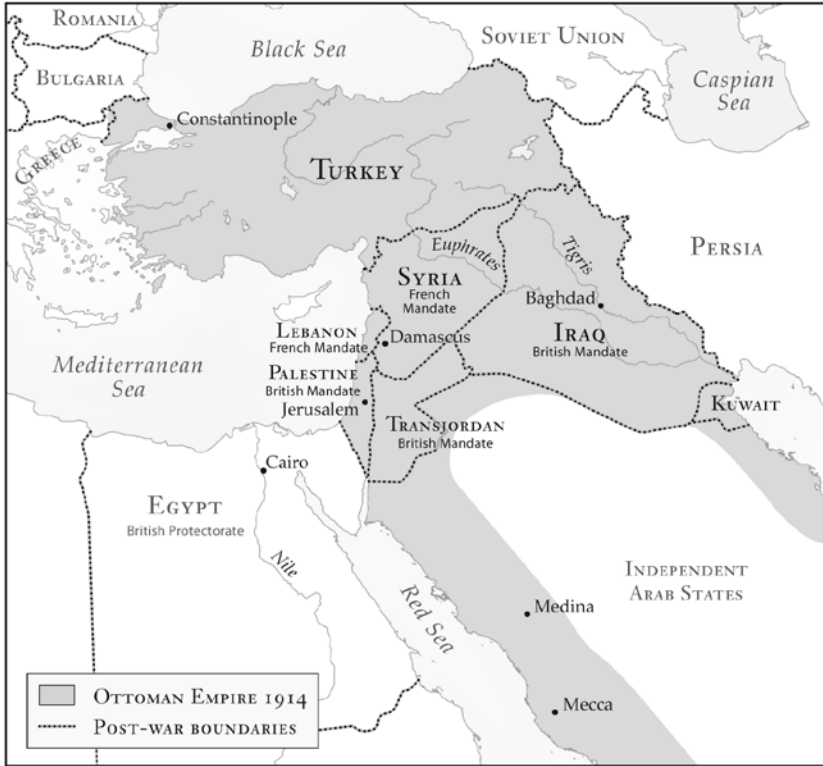 ROMANIA
Black Sea
SOVIET UNION
BULGARIA
Caspian
Sea
Constantinople
GREECE
TURKEY
PERSIA
Euphrates
Tigris
SYRIA
French
Mandate
Baghdad
LEBANON
French Mandate
Damascus
IRAQ
British Mandate
Mediterranean
Sea
PALESTINE
British Mandate
Jerusalem
KUWAIT
TRANSJORDAN
British Mandate
Cairo
EGYPT
British Protectorate
Nile
INDEPENDENT
ARAB STATES
Red Sea
Medina
Mecca
OTTOMAN EMPIRE 1914
POST-WAR BOUNDARIES